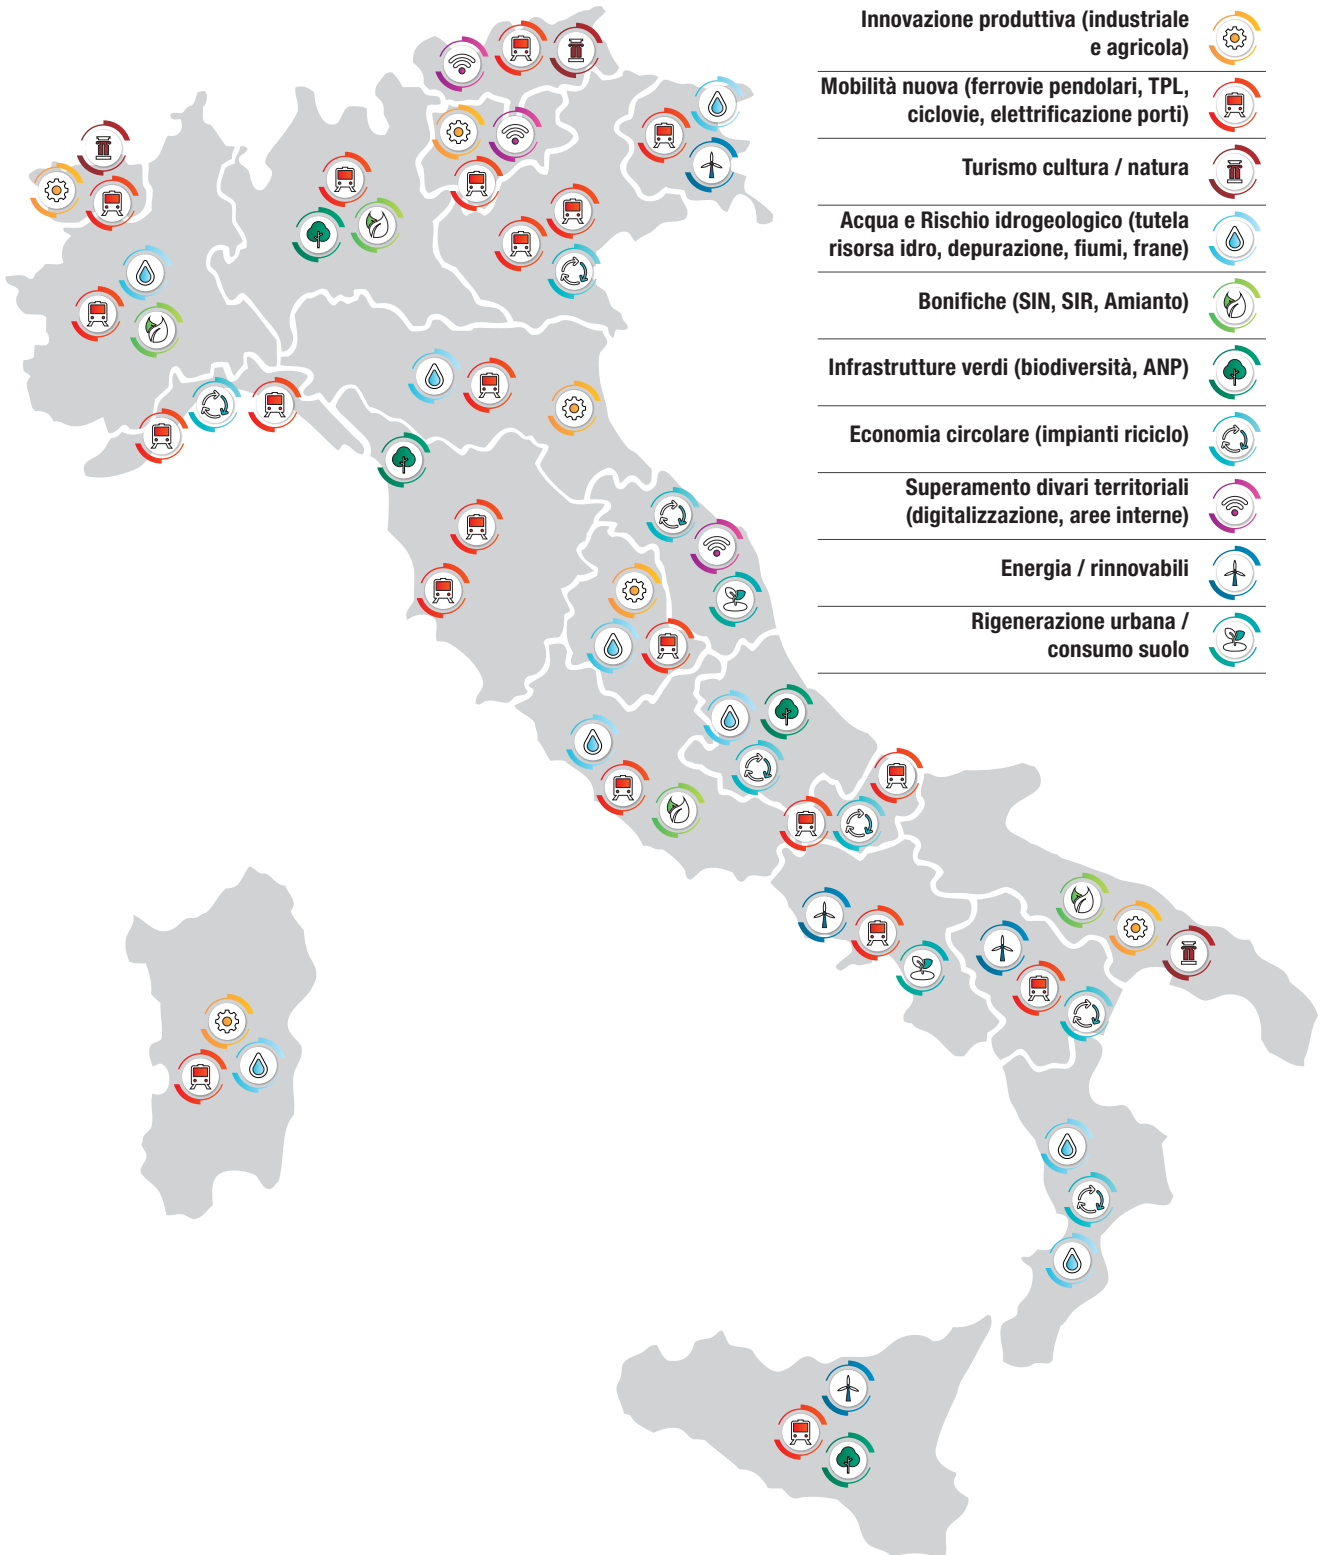 Innovazione produttiva (industriale
e agricola)
Mobilità nuova (ferrovie pendolari, TPL,
ciclovie, elettrificazione porti)
Turismo cultura / natura
Acqua e Rischio idrogeologico (tutela
risorsa idro, depurazione, fiumi, frane)
Bonifiche (SIN, SIR, Amianto)
Infrastrutture verdi (biodiversità, ANP)
Economia circolare (impianti riciclo)
Superamento divari territoriali
(digitalizzazione, aree interne)
Energia / rinnovabili
Rigenerazione urbana /
consumo suolo